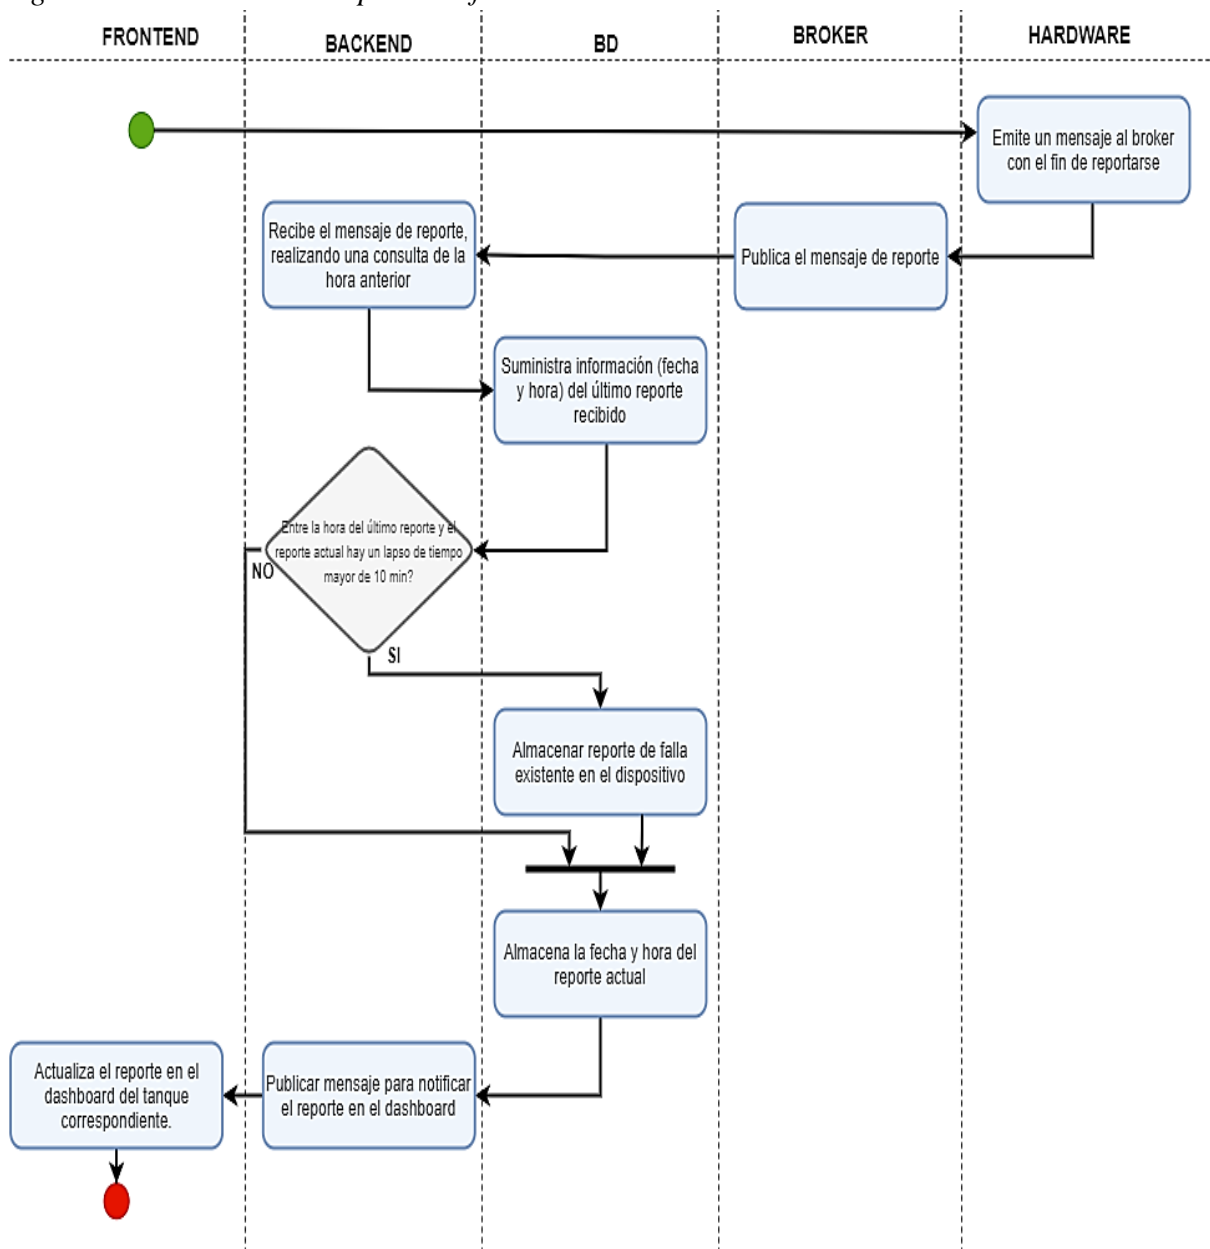 FRONTEND
BACKEND
BD
BROKER
HARDWARE
Emite un mensaje al broker
con el fin de reportarse
Recibe el mensaje de reporte,
realizando una consulta de la
hora anterior
Publica el mensaje de reporte
Suministra información (fecha
y hora) del último reporte
recibido
Entre la hora del último reporte y el
reporte actual hay un lapso de tiempo
mayor de 10 min?
NO
SI
Almacenar reporte de falla
existente en el dispositivo
Almacena la fecha y hora del
reporte actual
Actualiza el reporte en el
dashboard del tanque
correspondiente.
Publicar mensaje para notificar
el reporte en el dashboard